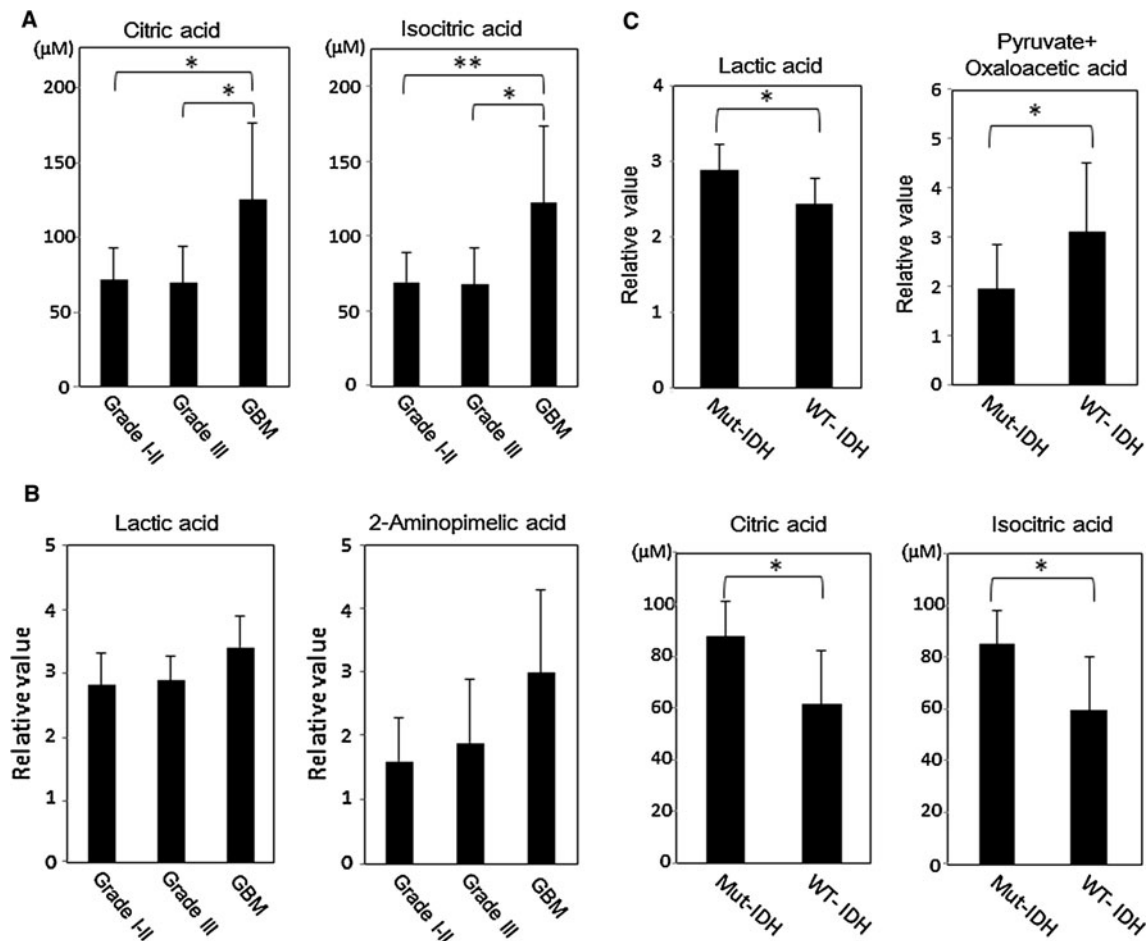 A
Citric acid
(μM)
200
150
100
50
0
*
*
Grade I-II
Grade III
GBM
Isocitric acid
(μM)
200
150
100
50
0
**
*
Grade I-II
Grade III
GBM
B
Lactic acid
Relative value
5
4
3
2
1
0
Grade I-II
Grade III
GBM
2-Aminopimelic acid
Relative value
5
4
3
2
1
0
Grade I-II
Grade III
GBM
C
Lactic acid
Relative value
4
3
2
1
0
*
Mut-IDH
WT- IDH
Pyruvate+
Oxaloacetic acid
Relative value
6
5
4
3
2
1
0
*
Mut-IDH
WT- IDH
Citric acid
(μM)
100
80
60
40
20
0
*
Mut-IDH
WT- IDH
Isocitric acid
(μM)
100
80
60
40
20
0
*
Mut-IDH
WT- IDH